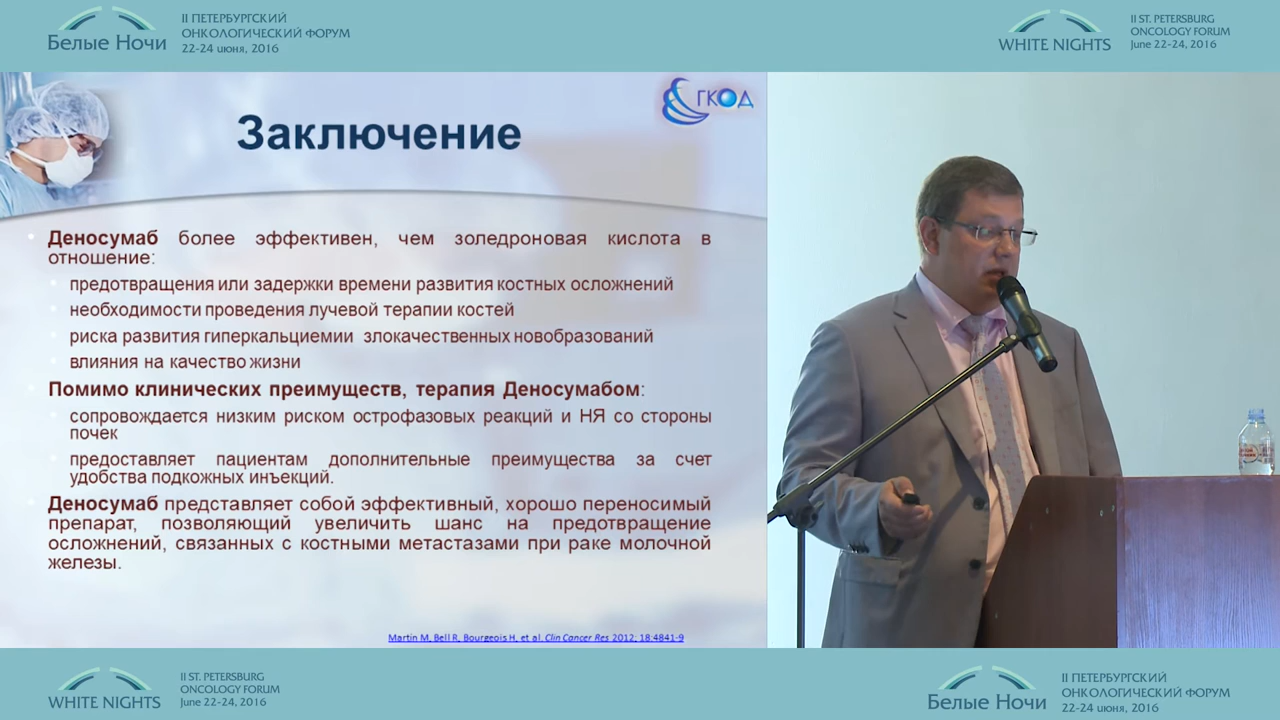 Белые Ночи
II ПЕТЕРБУРГСКИЙ
ОНКОЛОГИЧЕСКИЙ ФОРУМ
22-24 июня, 2016
WHITE NIGHTS
II ST. PETERSBURG
ONCOLOGY FORUM
June 22-24, 2016
ГКОД
Заключение
Деносумаб более эффективен, чем золедроновая кислота в
отношение:
предотвращения или задержки времени развития костных осложнений
необходимости проведения лучевой терапии костей
риска развития гиперкальциемии злокачественных новобразований
влияния на качество жизни
Помимо клинических преимуществ, терапия Деносумабом:
сопровождается низким риском острофазовых реакций и НЯ со стороны
почек
предоставляет пациентам дополнительные преимущества за счет
удобства подкожных инъекций.
Деносумаб представляет собой эффективный, хорошо переносимый
препарат, позволяющий увеличить шанс на предотвращение
осложнений, связанных с костными метастазами при раке молочной
железы.
Martin M, Bell R, Bourgeois H, et al. Clin Cancer Res 2012, 18:4841-9
WHITE NIGHTS
II ST. PETERSBURG
ONCOLOGY FORUM
June 22-24, 2016
Белые Ночи
II ПЕТЕРБУРГСКИЙ
ОНКОЛОГИЧЕСКИЙ ФОРУМ
22-24 июня, 2016